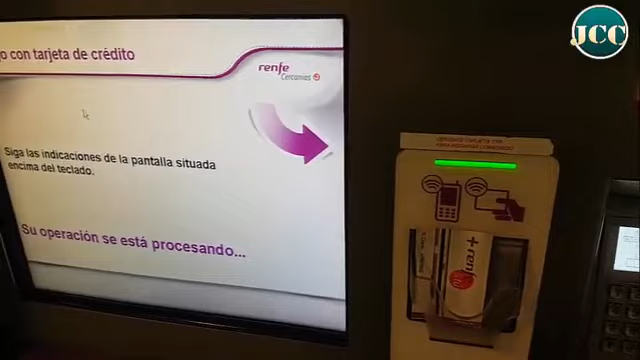 o con tarjeta de crédito
renfe
Cercanías
Siga las indicaciones de la pantalla situada
encima del teclado.
Su operación se está procesando...
+renfe
JCC